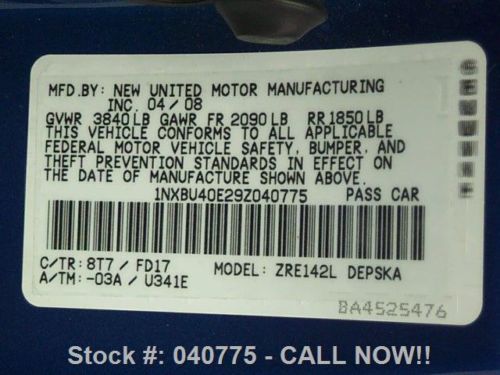 MFD.BY: NEW UNITED MOTOR MANUFACTURING
INC. 04/08
GVWR 3840LB GAWR FR 2090LB RR1850LB
THIS VEHICLE CONFORMS TO ALL APPLICABLE
FEDERAL MOTOR VEHICLE SAFETY, BUMPER, AND
THEFT PREVENTION STANDARDS IN EFFECT ON
THE DATE OF MANUFACTURE SHOWN ABOVE.
1NXBU40E29Z040775 PASS CAR
C/TR: 8T7 / FD17 MODEL: ZRE142L DEPSKA
A/TM: -03A / U341E
BA4525476
Stock #: 040775 - CALL NOW!!